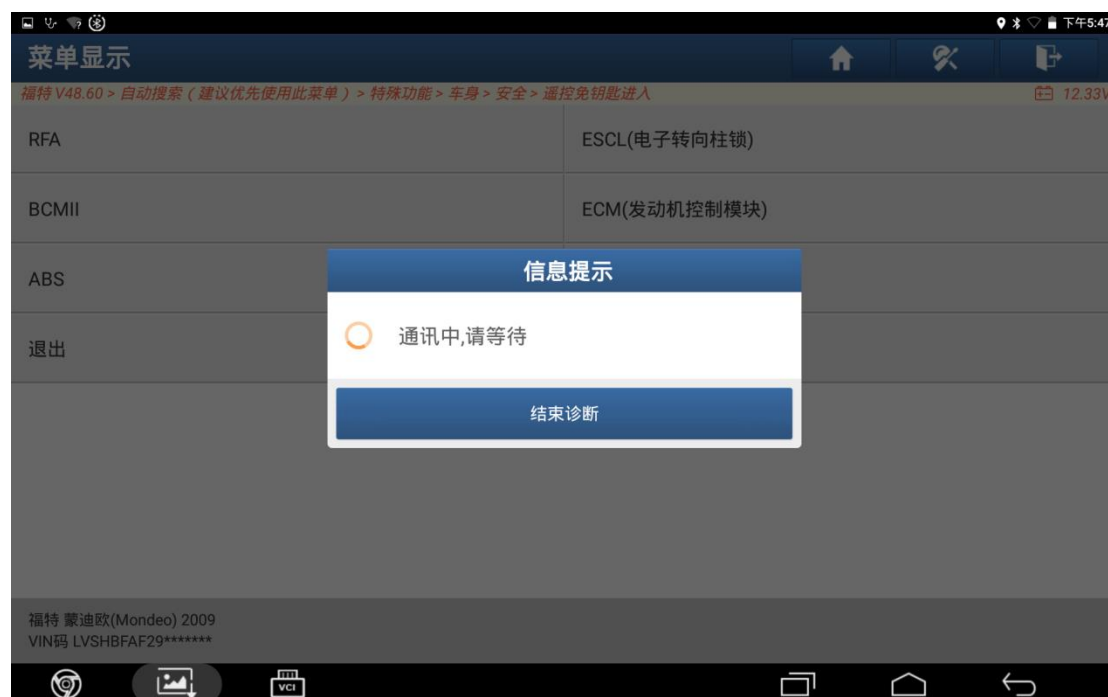 下午5:47
菜单显示
福特 V48.60 > 自动搜索（建议优先使用此菜单）> 特殊功能 > 车身 > 安全 > 遥控免钥匙进入
12.33V
RFA
ESCL(电子转向柱锁)
BCMII
ECM(发动机控制模块)
ABS
退出
信息提示
通讯中,请等待
结束诊断
福特 蒙迪欧(Mondeo) 2009
VIN码 LVSHBFAF29*******
VCI